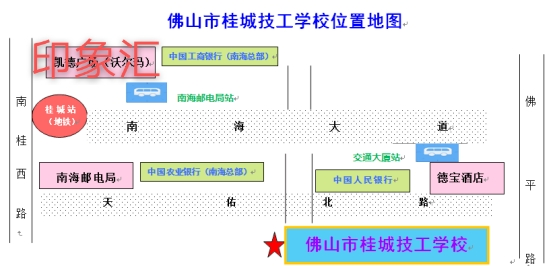 佛山市桂城技工学校位置地图
印象汇
凯德广场（沃尔玛）
中国工商银行（南海总部）
南海邮电局站
桂城站
（地铁）
南海大道
交通大厦站
南海邮电局
中国农业银行（南海总部）
中国人民银行
德宝酒店
天佑北路
佛山市桂城技工学校
南桂西路
佛平路